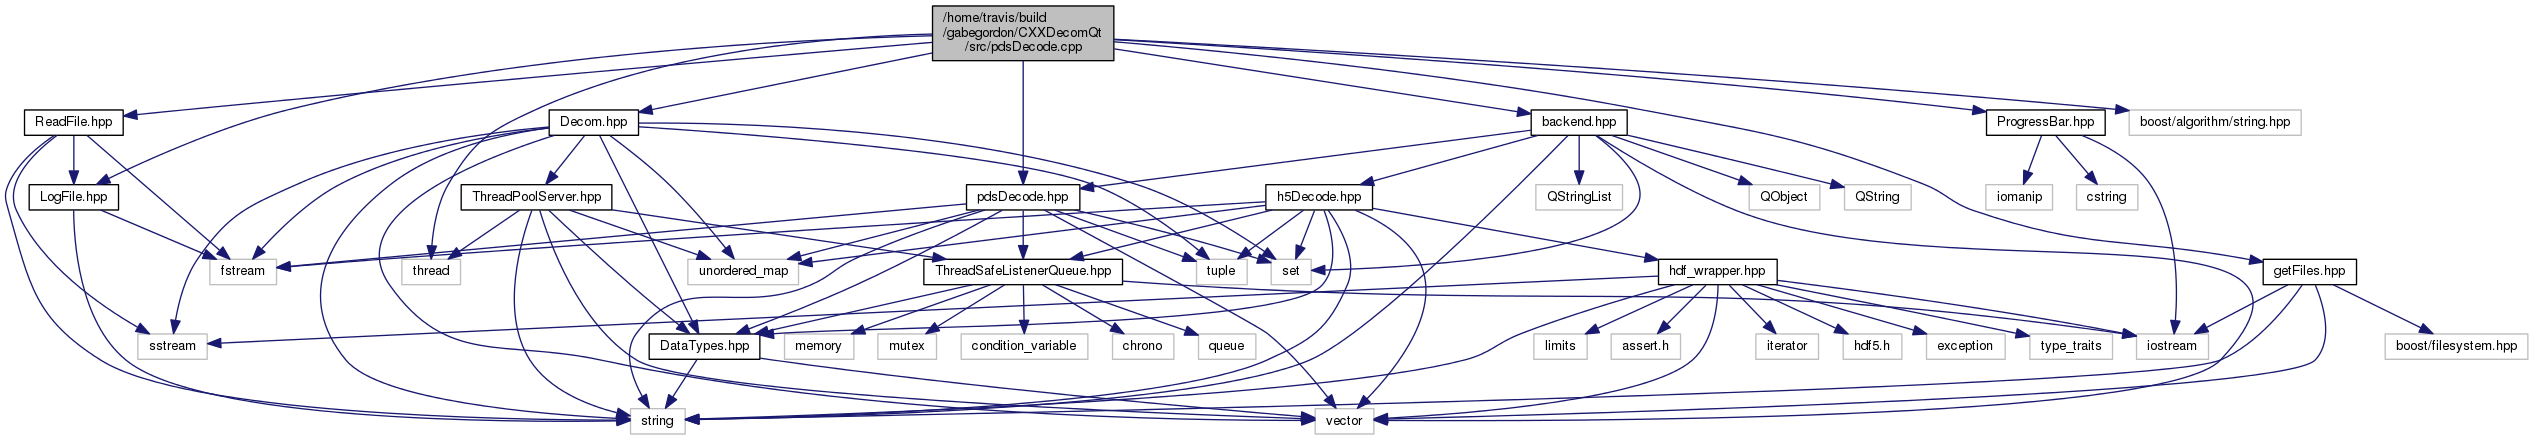 /home/travis/build
/gabegordon/CXXDecomQt
/src/pdsDecode.cpp
ReadFile.hpp
Decom.hpp
backend.hpp
ProgressBar.hpp
boost/algorithm/string.hpp
LogFile.hpp
ThreadPoolServer.hpp
pdsDecode.hpp
h5Decode.hpp
QStringList
QObject
QString
iomanip
cstring
fstream
thread
unordered_map
ThreadSafeListenerQueue.hpp
tuple
set
hdf_wrapper.hpp
getFiles.hpp
sstream
DataTypes.hpp
memory
mutex
condition_variable
chrono
queue
limits
assert.h
iterator
hdf5.h
exception
type_traits
iostream
boost/filesystem.hpp
string
vector